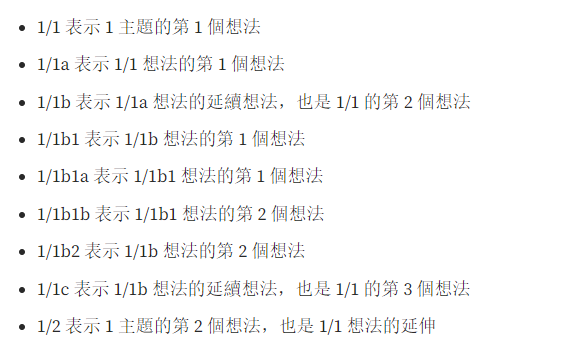 1/1 表示 1 主題的第 1 個想法
1/1a 表示 1/1 想法的第 1 個想法
1/1b 表示 1/1a 想法的延續想法，也是 1/1 的第 2 個想法
1/1b1 表示 1/1b 想法的第 1 個想法
1/1b1a 表示 1/1b1 想法的第 1 個想法
1/1b1b 表示 1/1b1 想法的第 2 個想法
1/1b2 表示 1/1b 想法的第 2 個想法
1/1c 表示 1/1b 想法的延續想法，也是 1/1 的第 3 個想法
1/2 表示 1 主題的第 2 個想法，也是 1/1 想法的延伸